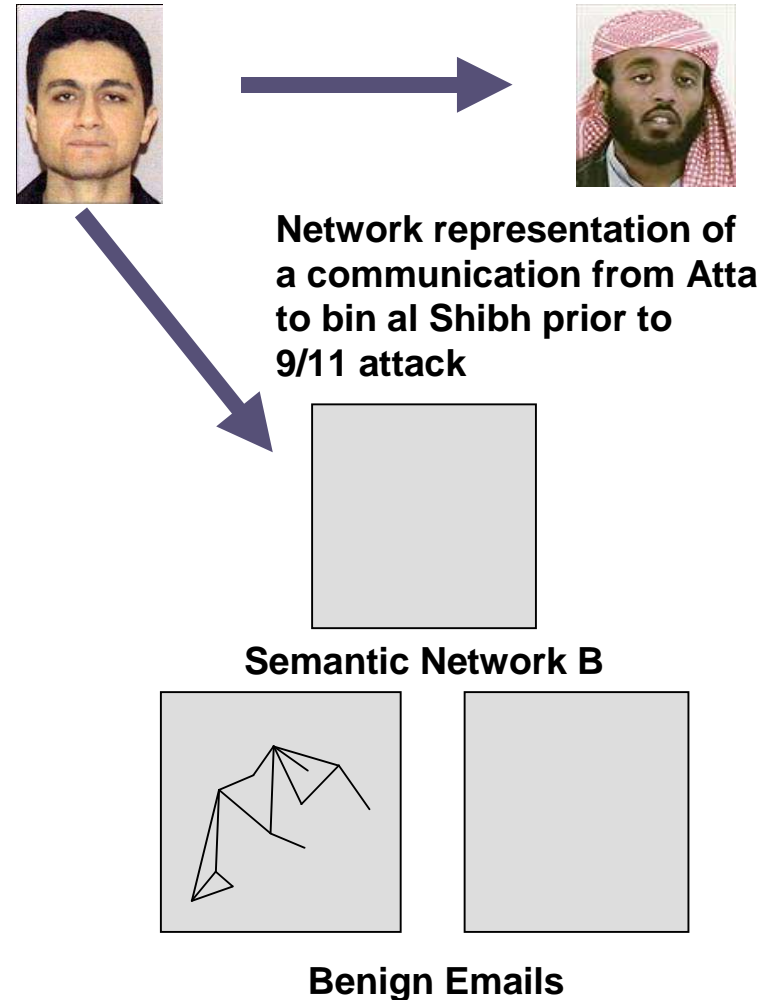 Network representation of
a communication from Atta
to bin al Shibh prior to
9/11 attack
Semantic Network B
Benign Emails